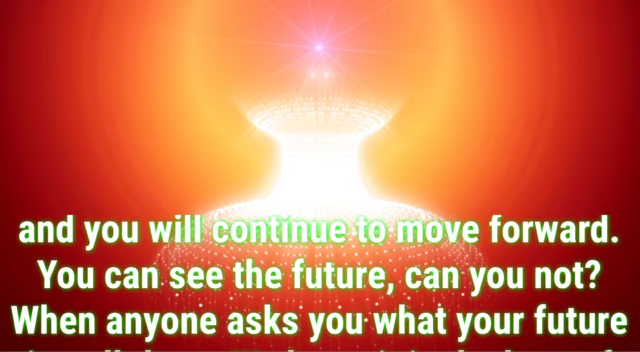 and you will continue to move forward.
You can see the future, can you not?
When anyone asks you what your future